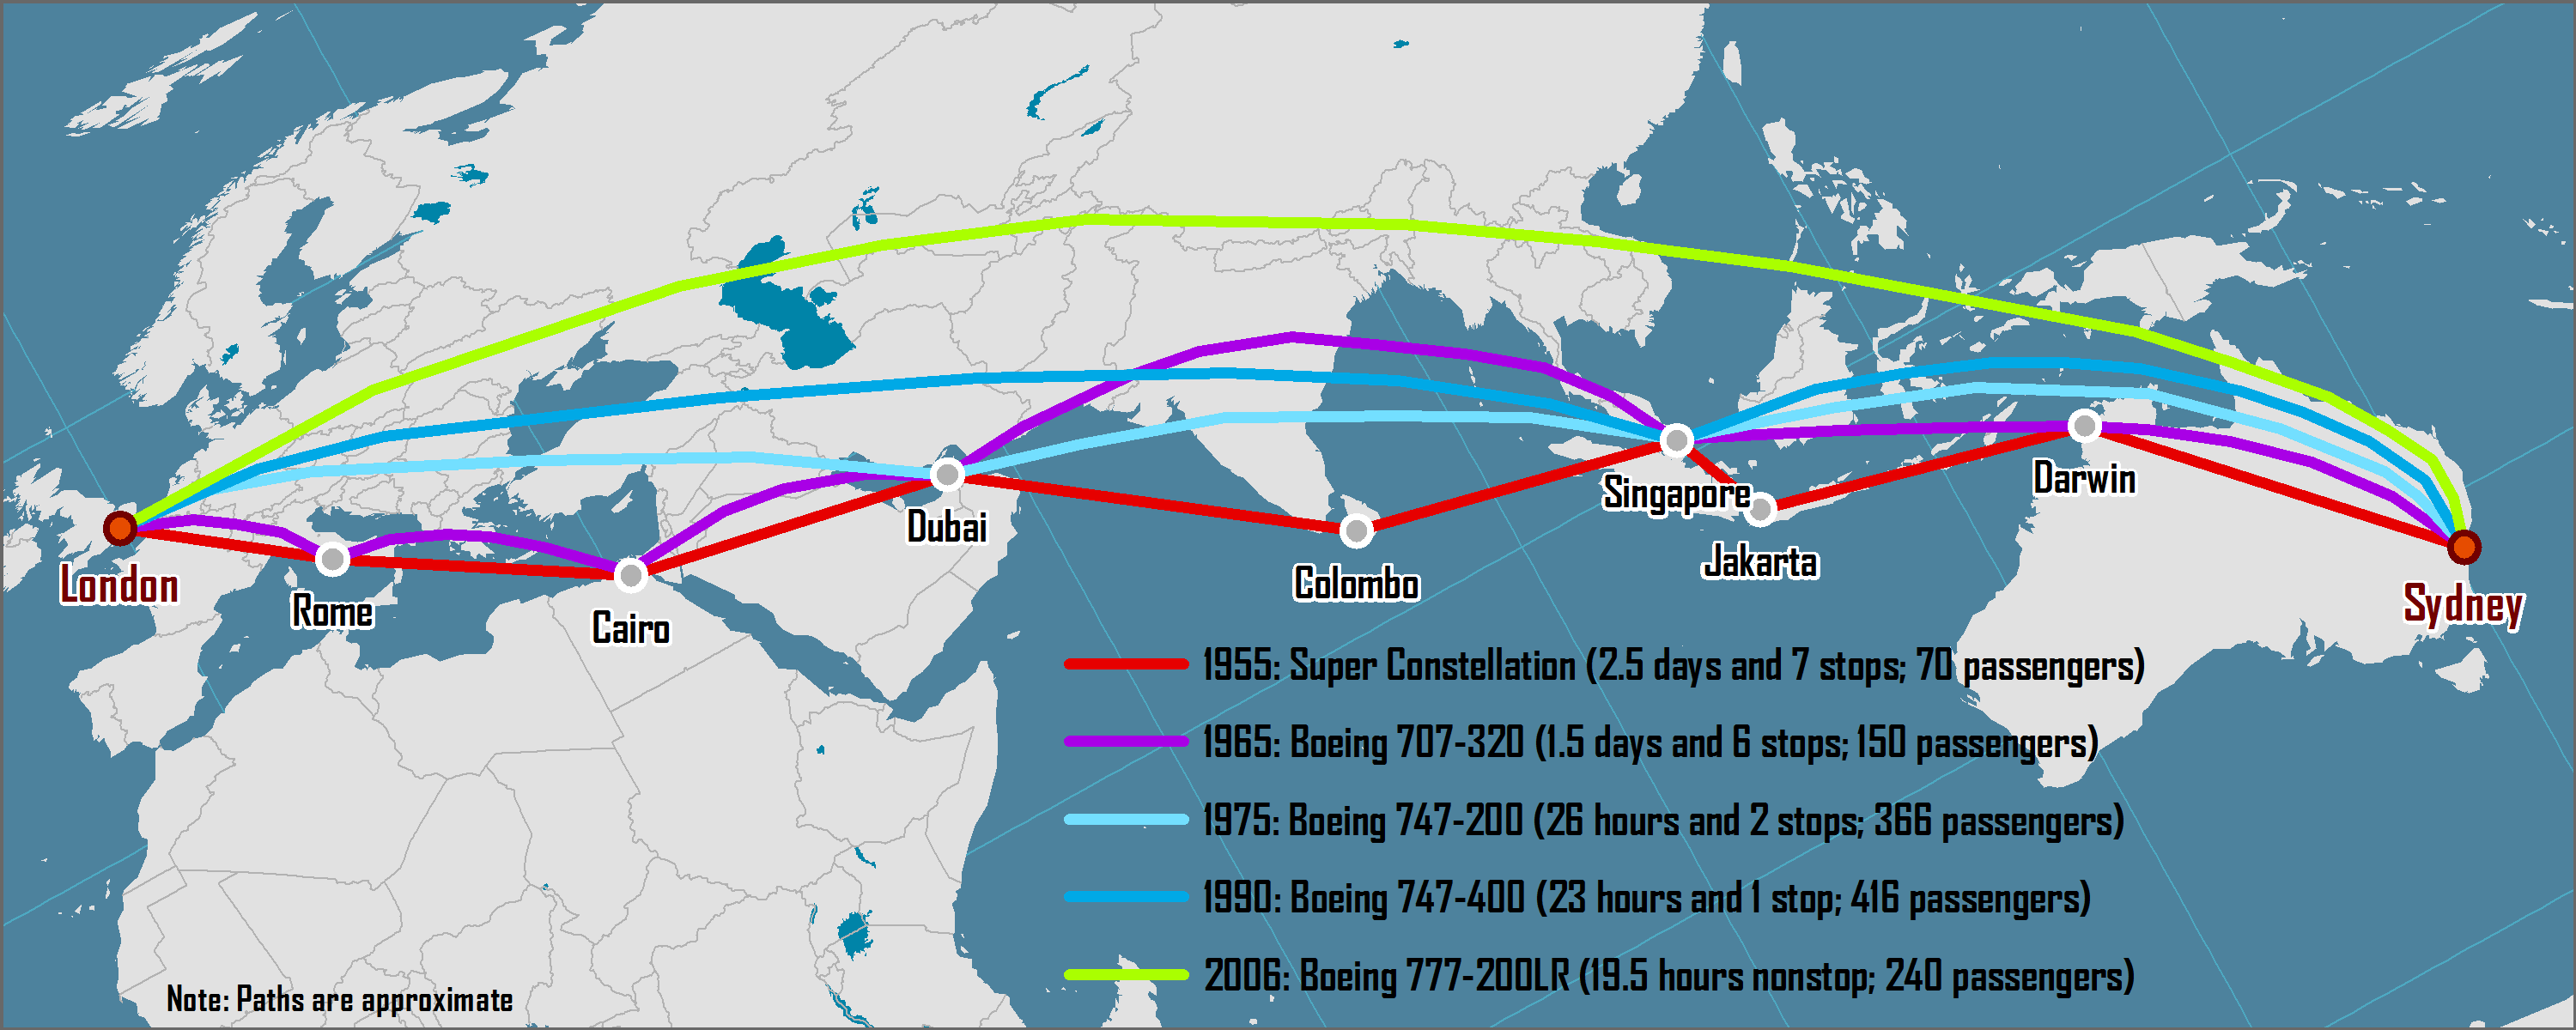 London
Rome
Cairo
Dubai
Colombo
Singapore
Jakarta
Darwin
Sydney
1955: Super Constellation (2.5 days and 7 stops; 70 passengers)
1965: Boeing 707-320 (1.5 days and 6 stops; 150 passengers)
1975: Boeing 747-200 (26 hours and 2 stops; 366 passengers)
1990: Boeing 747-400 (23 hours and 1 stop; 416 passengers)
2006: Boeing 777-200LR (19.5 hours nonstop; 240 passengers)
Note: Paths are approximate